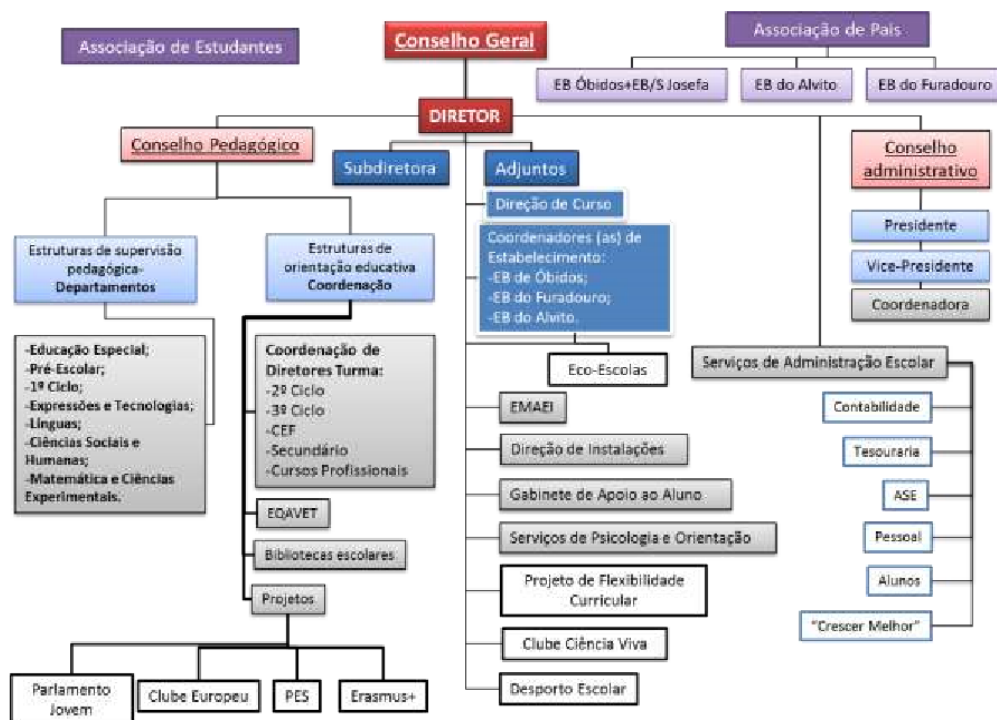 Associação de Estudantes
Conselho Geral
Associação de Pais
EB Óbidos+EB/S Josefa
EB do Alvito
EB do Furadouro
DIRETOR
Conselho Pedagógico
Subdiretora
Adjuntos
Conselho
administrativo
Direção de Curso
Presidente
Vice-Presidente
Coordenadora
Estruturas de supervisão
pedagógica-
Departamentos
Estruturas de
orientação educativa
Coordenação
Coordenadores (as) de
Estabelecimento:
-EB de Óbidos;
-EB do Furadouro;
-EB do Alvito.
-Educação Especial;
-Pré-Escolar;
-1º Ciclo;
-Expressões e Tecnologias;
-Línguas;
-Ciências Sociais e
Humanas;
-Matemática e Ciências
Experimentais.
Coordenação de
Diretores Turma:
-2º Ciclo
-3º Ciclo
-CEF
-Secundário
-Cursos Profissionais
EQAVET
Bibliotecas escolares
Projetos
Parlamento
Jovem
Clube Europeu
PES
Erasmus+
Eco-Escolas
EMAEI
Direção de Instalações
Gabinete de Apoio ao Aluno
Serviços de Psicologia e Orientação
Projeto de Flexibilidade
Curricular
Clube Ciência Viva
Desporto Escolar
Serviços de Administração Escolar
Contabilidade
Tesouraria
ASE
Pessoal
Alunos
"Crescer Melhor"